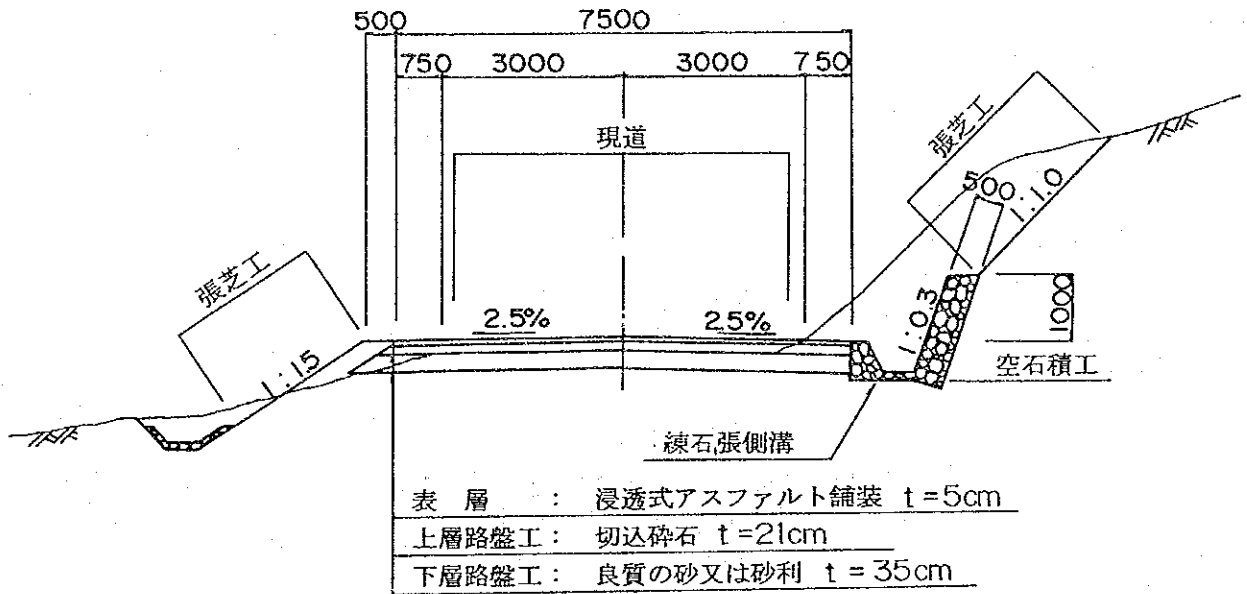 500 7500
750 3000 3000 750
現道
張芝工
500
1:1.0
張芝工
1:1.5
2.5% 2.5%
1:0.3
1000
空石積工
練石張側溝
表 層 : 浸透式アスファルト舗装 t=5cm
上層路盤工: 切込砕石 t=21cm
下層路盤工: 良質の砂又は砂利 t=35cm